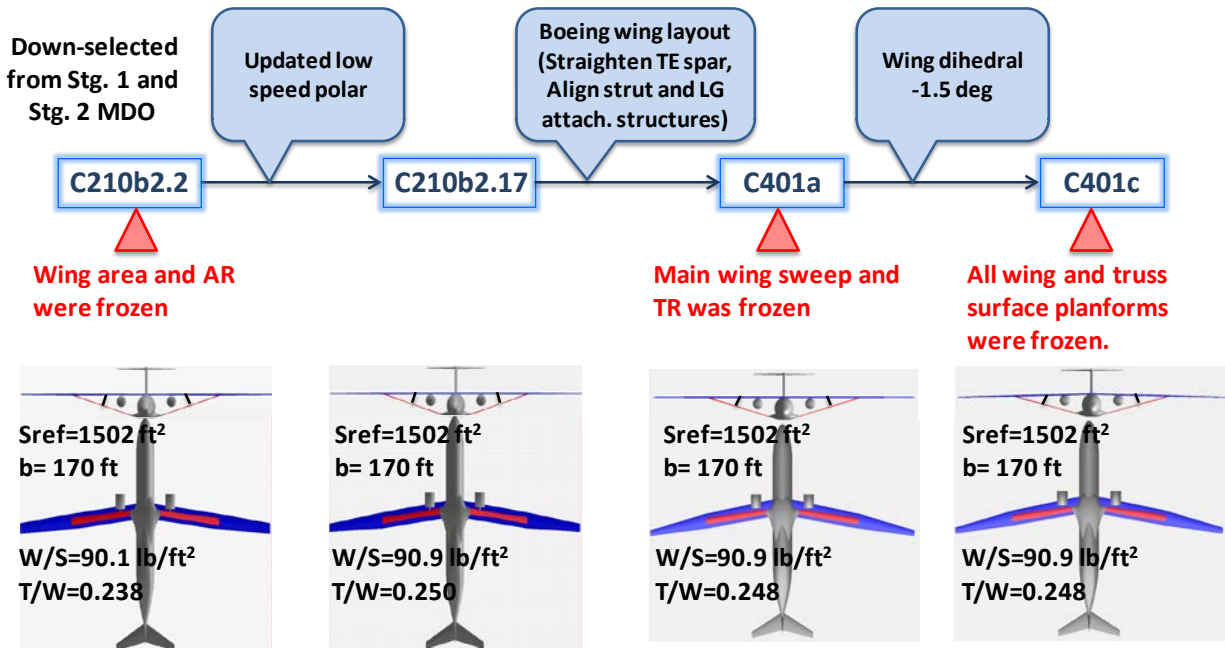 Down-selected
from Stg. 1 and
Stg. 2 MDO
Updated low
speed polar
Boeing wing layout
(Straighten TE spar,
Align strut and LG
attach. structures)
Wing dihedral
-1.5 deg
C210b2.2
C210b2.17
C401a
C401c
Wing area and AR
were frozen
Main wing sweep and
TR was frozen
All wing and truss
surface planforms
were frozen.
Sref=1502 ft²
b= 170 ft
W/S=90.1 lb/ft²
T/W=0.238
Sref=1502 ft²
b= 170 ft
W/S=90.9 lb/ft²
T/W=0.250
Sref=1502 ft²
b= 170 ft
W/S=90.9 lb/ft²
T/W=0.248
Sref=1502 ft²
b= 170 ft
W/S=90.9 lb/ft²
T/W=0.248